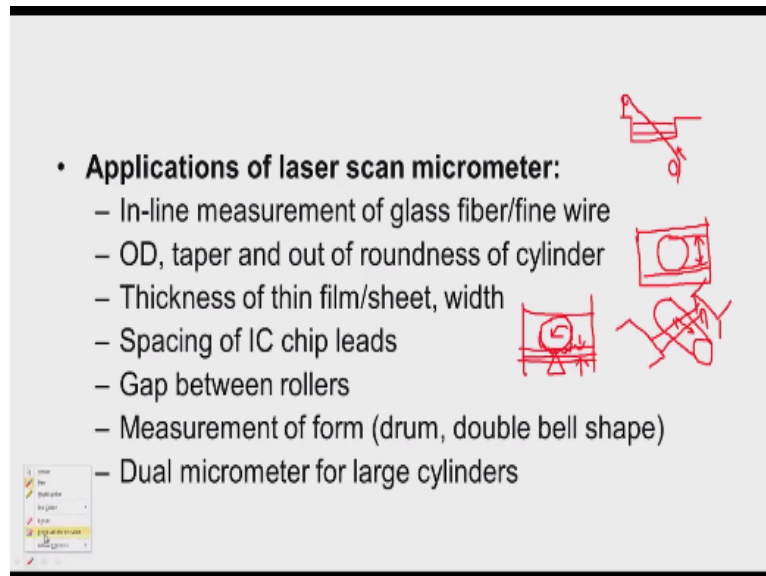 • Applications of laser scan micrometer:
– In-line measurement of glass fiber/fine wire
– OD, taper and out of roundness of cylinder
– Thickness of thin film/sheet, width
– Spacing of IC chip leads
– Gap between rollers
– Measurement of form (drum, double bell shape)
– Dual micrometer for large cylinders